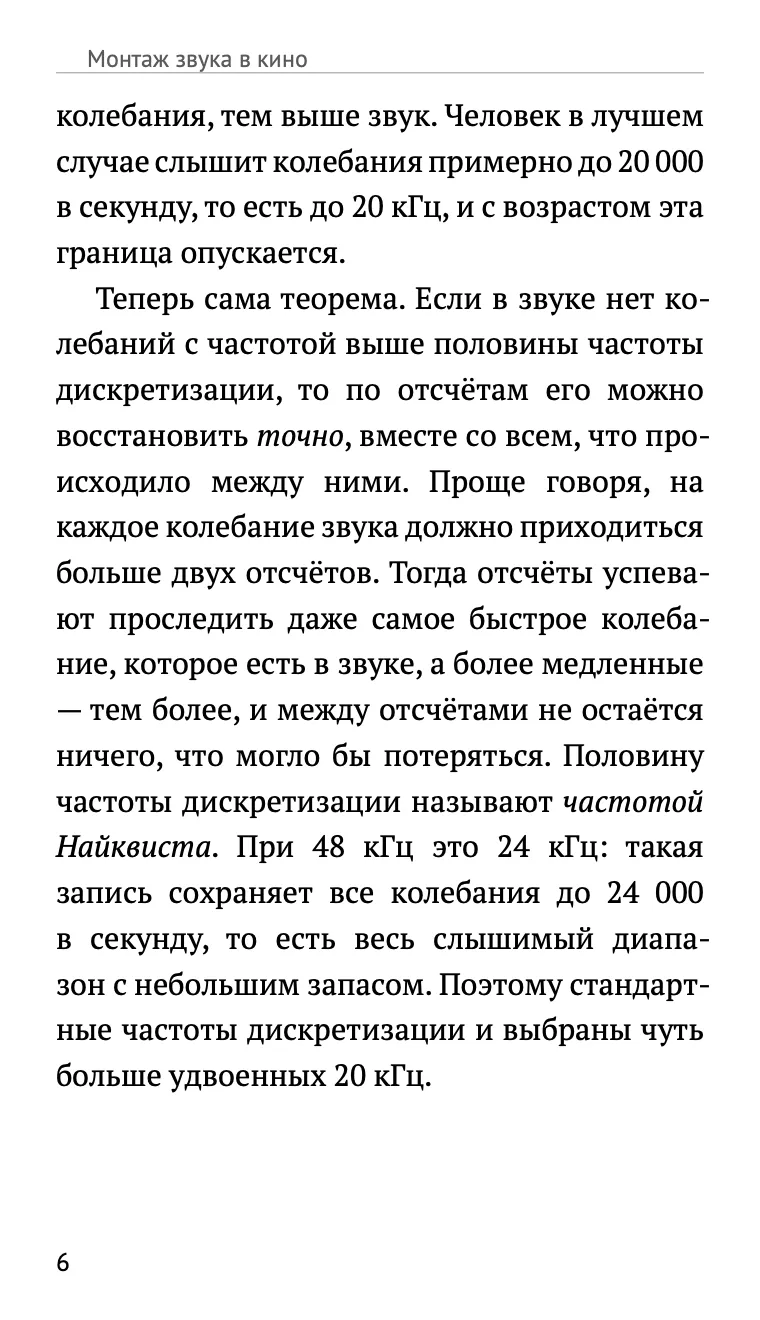 Монтаж звука в кино
колебания, тем выше звук. Человек в лучшем
случае слышит колебания примерно до 20 000
в секунду, то есть до 20 кГц, и с возрастом эта
граница опускается.
Теперь сама теорема. Если в звуке нет ко-
лебаний с частотой выше половины частоты
дискретизации, то по отсчётам его можно
восстановить точно, вместе со всем, что про-
исходило между ними. Проще говоря, на
каждое колебание звука должно приходиться
больше двух отсчётов. Тогда отсчёты успева-
ют проследить даже самое быстрое колеба-
ние, которое есть в звуке, а более медленные
— тем более, и между отсчётами не остаётся
ничего, что могло бы потеряться. Половину
частоты дискретизации называют частотой
Найквиста. При 48 кГц это 24 кГц: такая
запись сохраняет все колебания до 24 000
в секунду, то есть весь слышимый диапа-
зон с небольшим запасом. Поэтому стандарт-
ные частоты дискретизации и выбраны чуть
больше удвоенных 20 кГц.
6